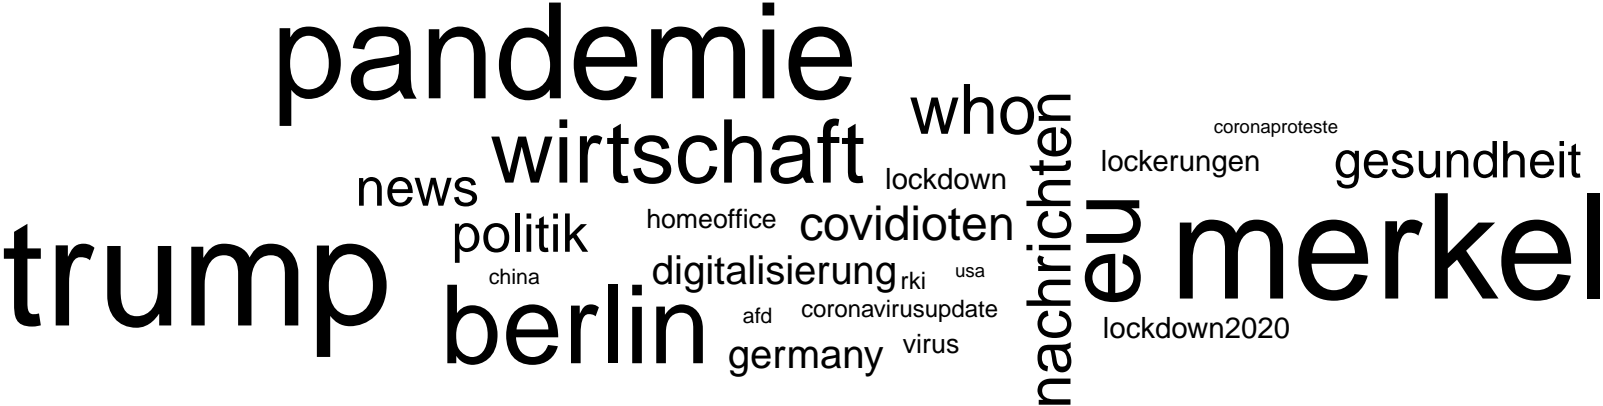 pandemie
who
wirtschaft
coronaproteste
lockerungen
gesundheit
news
lockdown
nachrichten
politik
homeoffice
covidioten
eu
merkel
trump
china
digitalisierung
rki
usa
berlin
afd
coronavirusupdate
lockdown2020
germany
virus